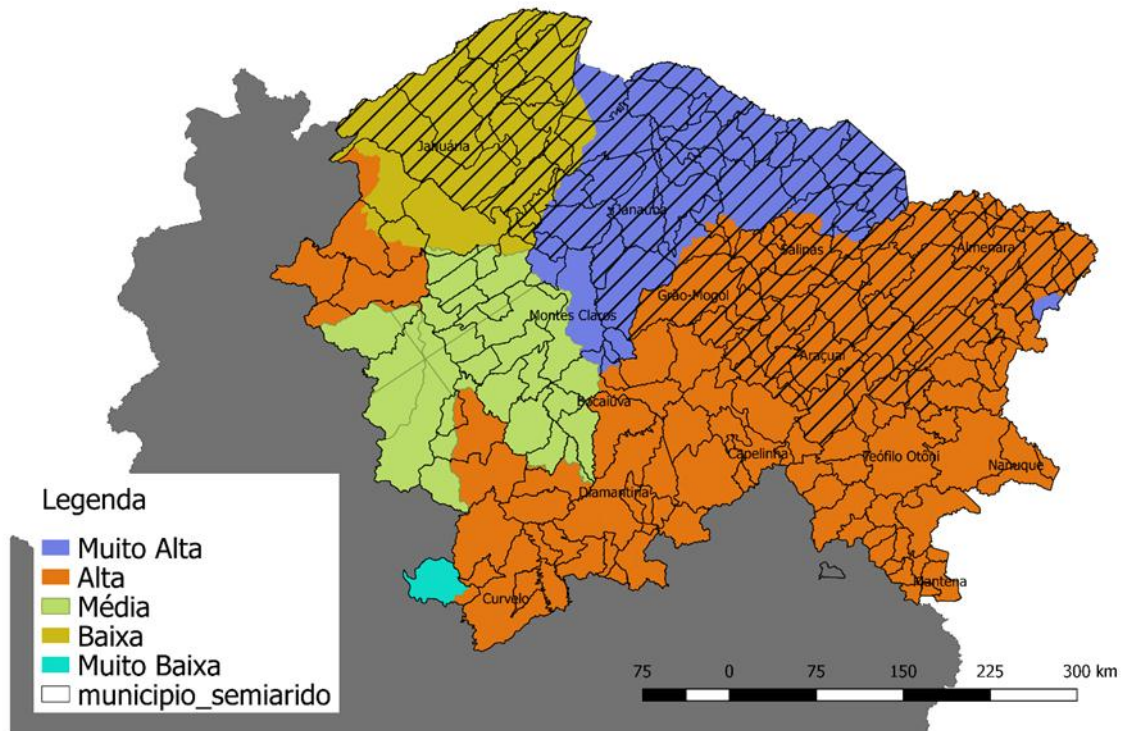 Januária
Janaúba
Salinas
Almenara
Grão-Mogol
Montes Claros
Araçuaí
Bocaiúva
Capelinha
Teófilo Otôni
Nanuque
Diamantina
Mantena
Curvelo
Legenda
Muito Alta
Alta
Média
Baixa
Muito Baixa
municipio_semiarido
75 0 75 150 225 300 km